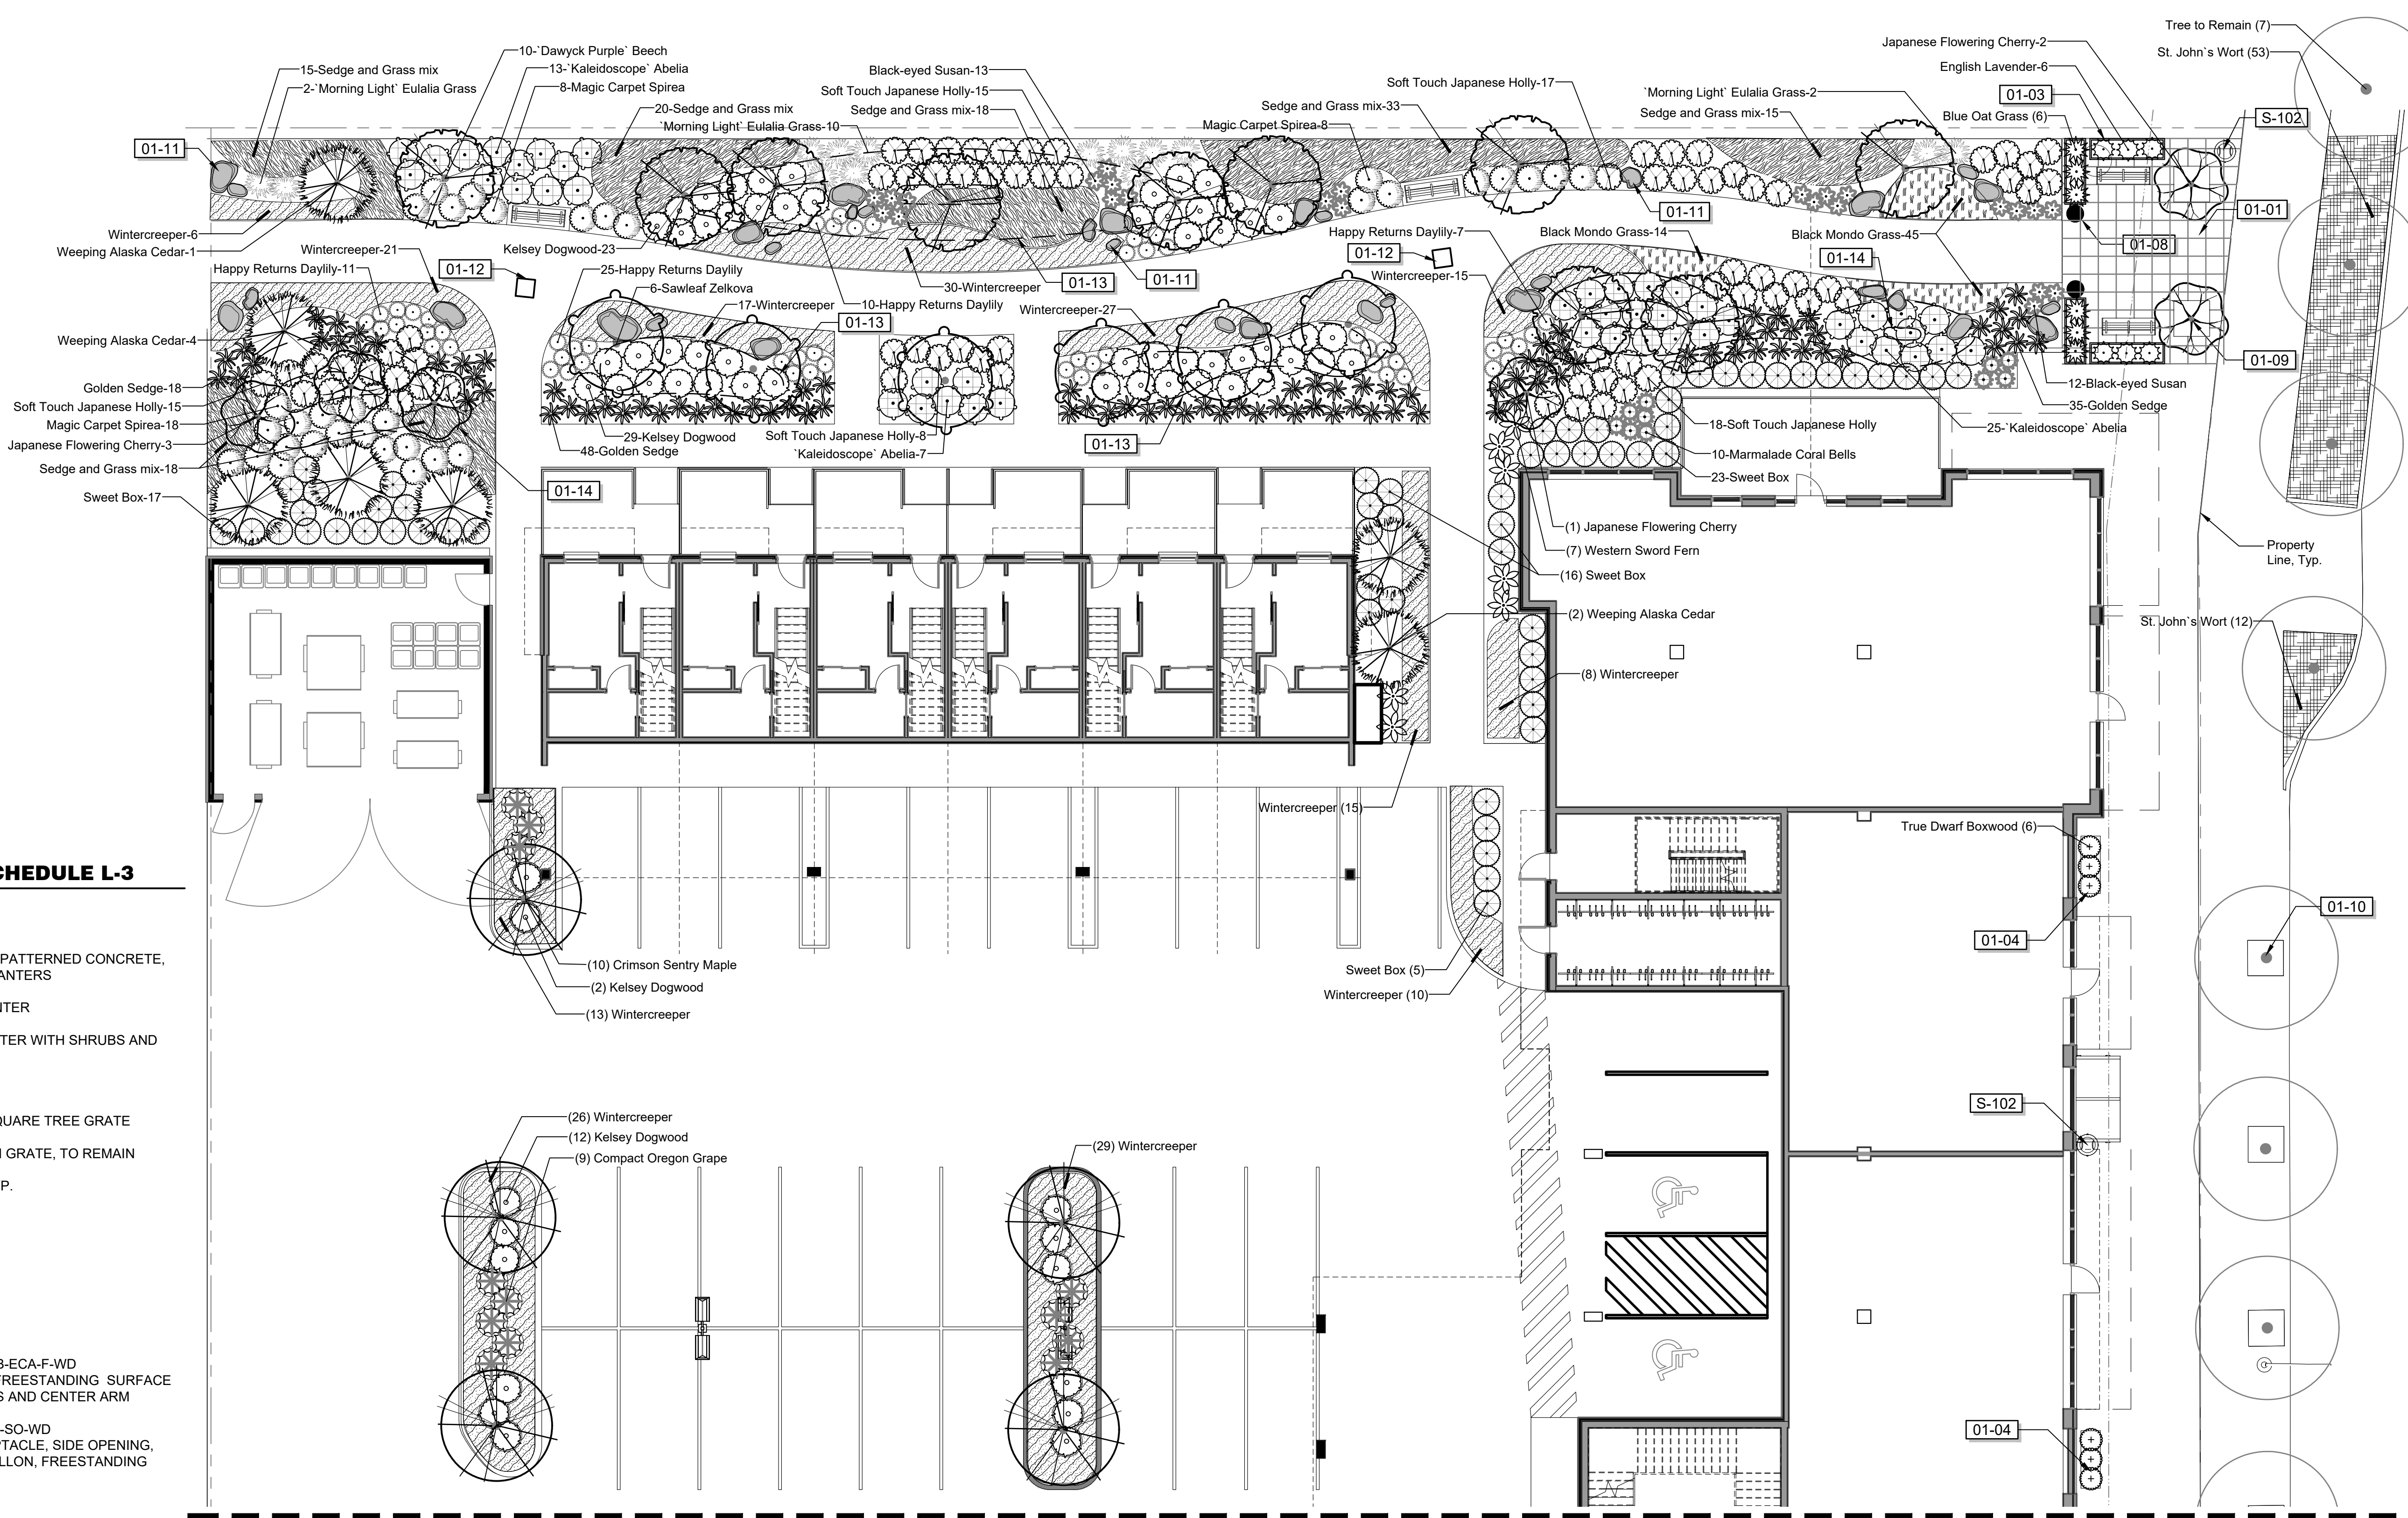 Tree to Remain (7)
St. John`s Wort (53)
Japanese Flowering Cherry-2
English Lavender-6
01-03
Blue Oat Grass (6)
S-102
`Morning Light` Eulalia Grass-2
Sedge and Grass mix-15
Soft Touch Japanese Holly-17
Sedge and Grass mix-33
Magic Carpet Spirea-8
Black-eyed Susan-13
Soft Touch Japanese Holly-15
Sedge and Grass mix-18
10-`Dawyck Purple` Beech
13-`Kaleidoscope` Abelia
8-Magic Carpet Spirea
20-Sedge and Grass mix
`Morning Light` Eulalia Grass-10
15-Sedge and Grass mix
2-`Morning Light` Eulalia Grass
01-11
Wintercreeper-6
Weeping Alaska Cedar-1
Wintercreeper-21
Happy Returns Daylily-11
01-12
Kelsey Dogwood-23
25-Happy Returns Daylily
6-Sawleaf Zelkova
17-Wintercreeper
10-Happy Returns Daylily
01-13
30-Wintercreeper
01-13
01-11
Wintercreeper-27
Happy Returns Daylily-7
01-12
Wintercreeper-15
Black Mondo Grass-14
01-11
Black Mondo Grass-45
01-14
01-01
01-08
01-09
Weeping Alaska Cedar-4
Golden Sedge-18
Soft Touch Japanese Holly-15
Magic Carpet Spirea-18
Japanese Flowering Cherry-3
Sedge and Grass mix-18
Sweet Box-17
01-14
29-Kelsey Dogwood
48-Golden Sedge
Soft Touch Japanese Holly-8
`Kaleidoscope` Abelia-7
01-13
12-Black-eyed Susan
35-Golden Sedge
25-`Kaleidoscope` Abelia
18-Soft Touch Japanese Holly
10-Marmalade Coral Bells
23-Sweet Box
(1) Japanese Flowering Cherry
(7) Western Sword Fern
(16) Sweet Box
(2) Weeping Alaska Cedar
(8) Wintercreeper
Property
Line, Typ.
St. John`s Wort (12)
Wintercreeper (15)
True Dwarf Boxwood (6)
01-04
01-10
Sweet Box (5)
Wintercreeper (10)
(10) Crimson Sentry Maple
(2) Kelsey Dogwood
(13) Wintercreeper
(26) Wintercreeper
(12) Kelsey Dogwood
(9) Compact Oregon Grape
(29) Wintercreeper
S-102
01-04
CHEDULE L-3
PATTERNED CONCRETE,
ANTERS
NTER
TER WITH SHRUBS AND
QUARE TREE GRATE
GRATE, TO REMAIN
P.
B-ECA-F-WD
FREESTANDING SURFACE
S AND CENTER ARM
-SO-WD
PTACLE, SIDE OPENING,
LLON, FREESTANDING